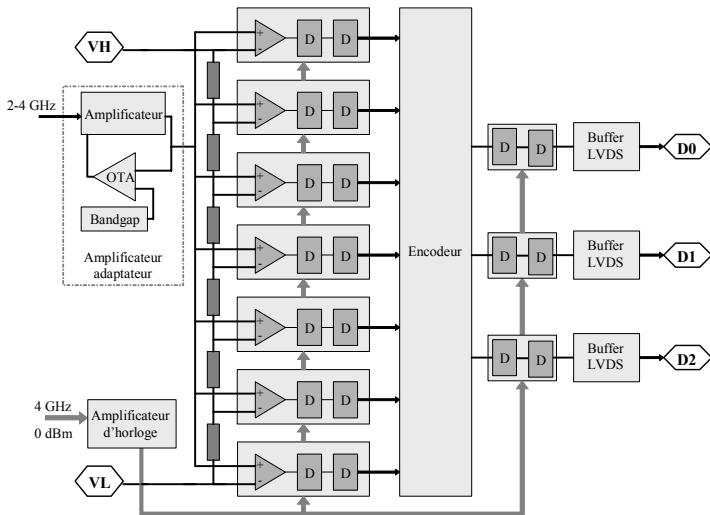 VH
2-4 GHz
Amplificateur
OTA
Bandgap
Amplificateur
adaptateur
4 GHz
0 dBm
Amplificateur
d'horloge
VL
+
-
D D
+
-
D D
+
-
D D
+
-
D D
+
-
D D
+
-
D D
+
-
D D
Encodeur
D D
Buffer
LVDS
D0
D D
Buffer
LVDS
D1
D D
Buffer
LVDS
D2